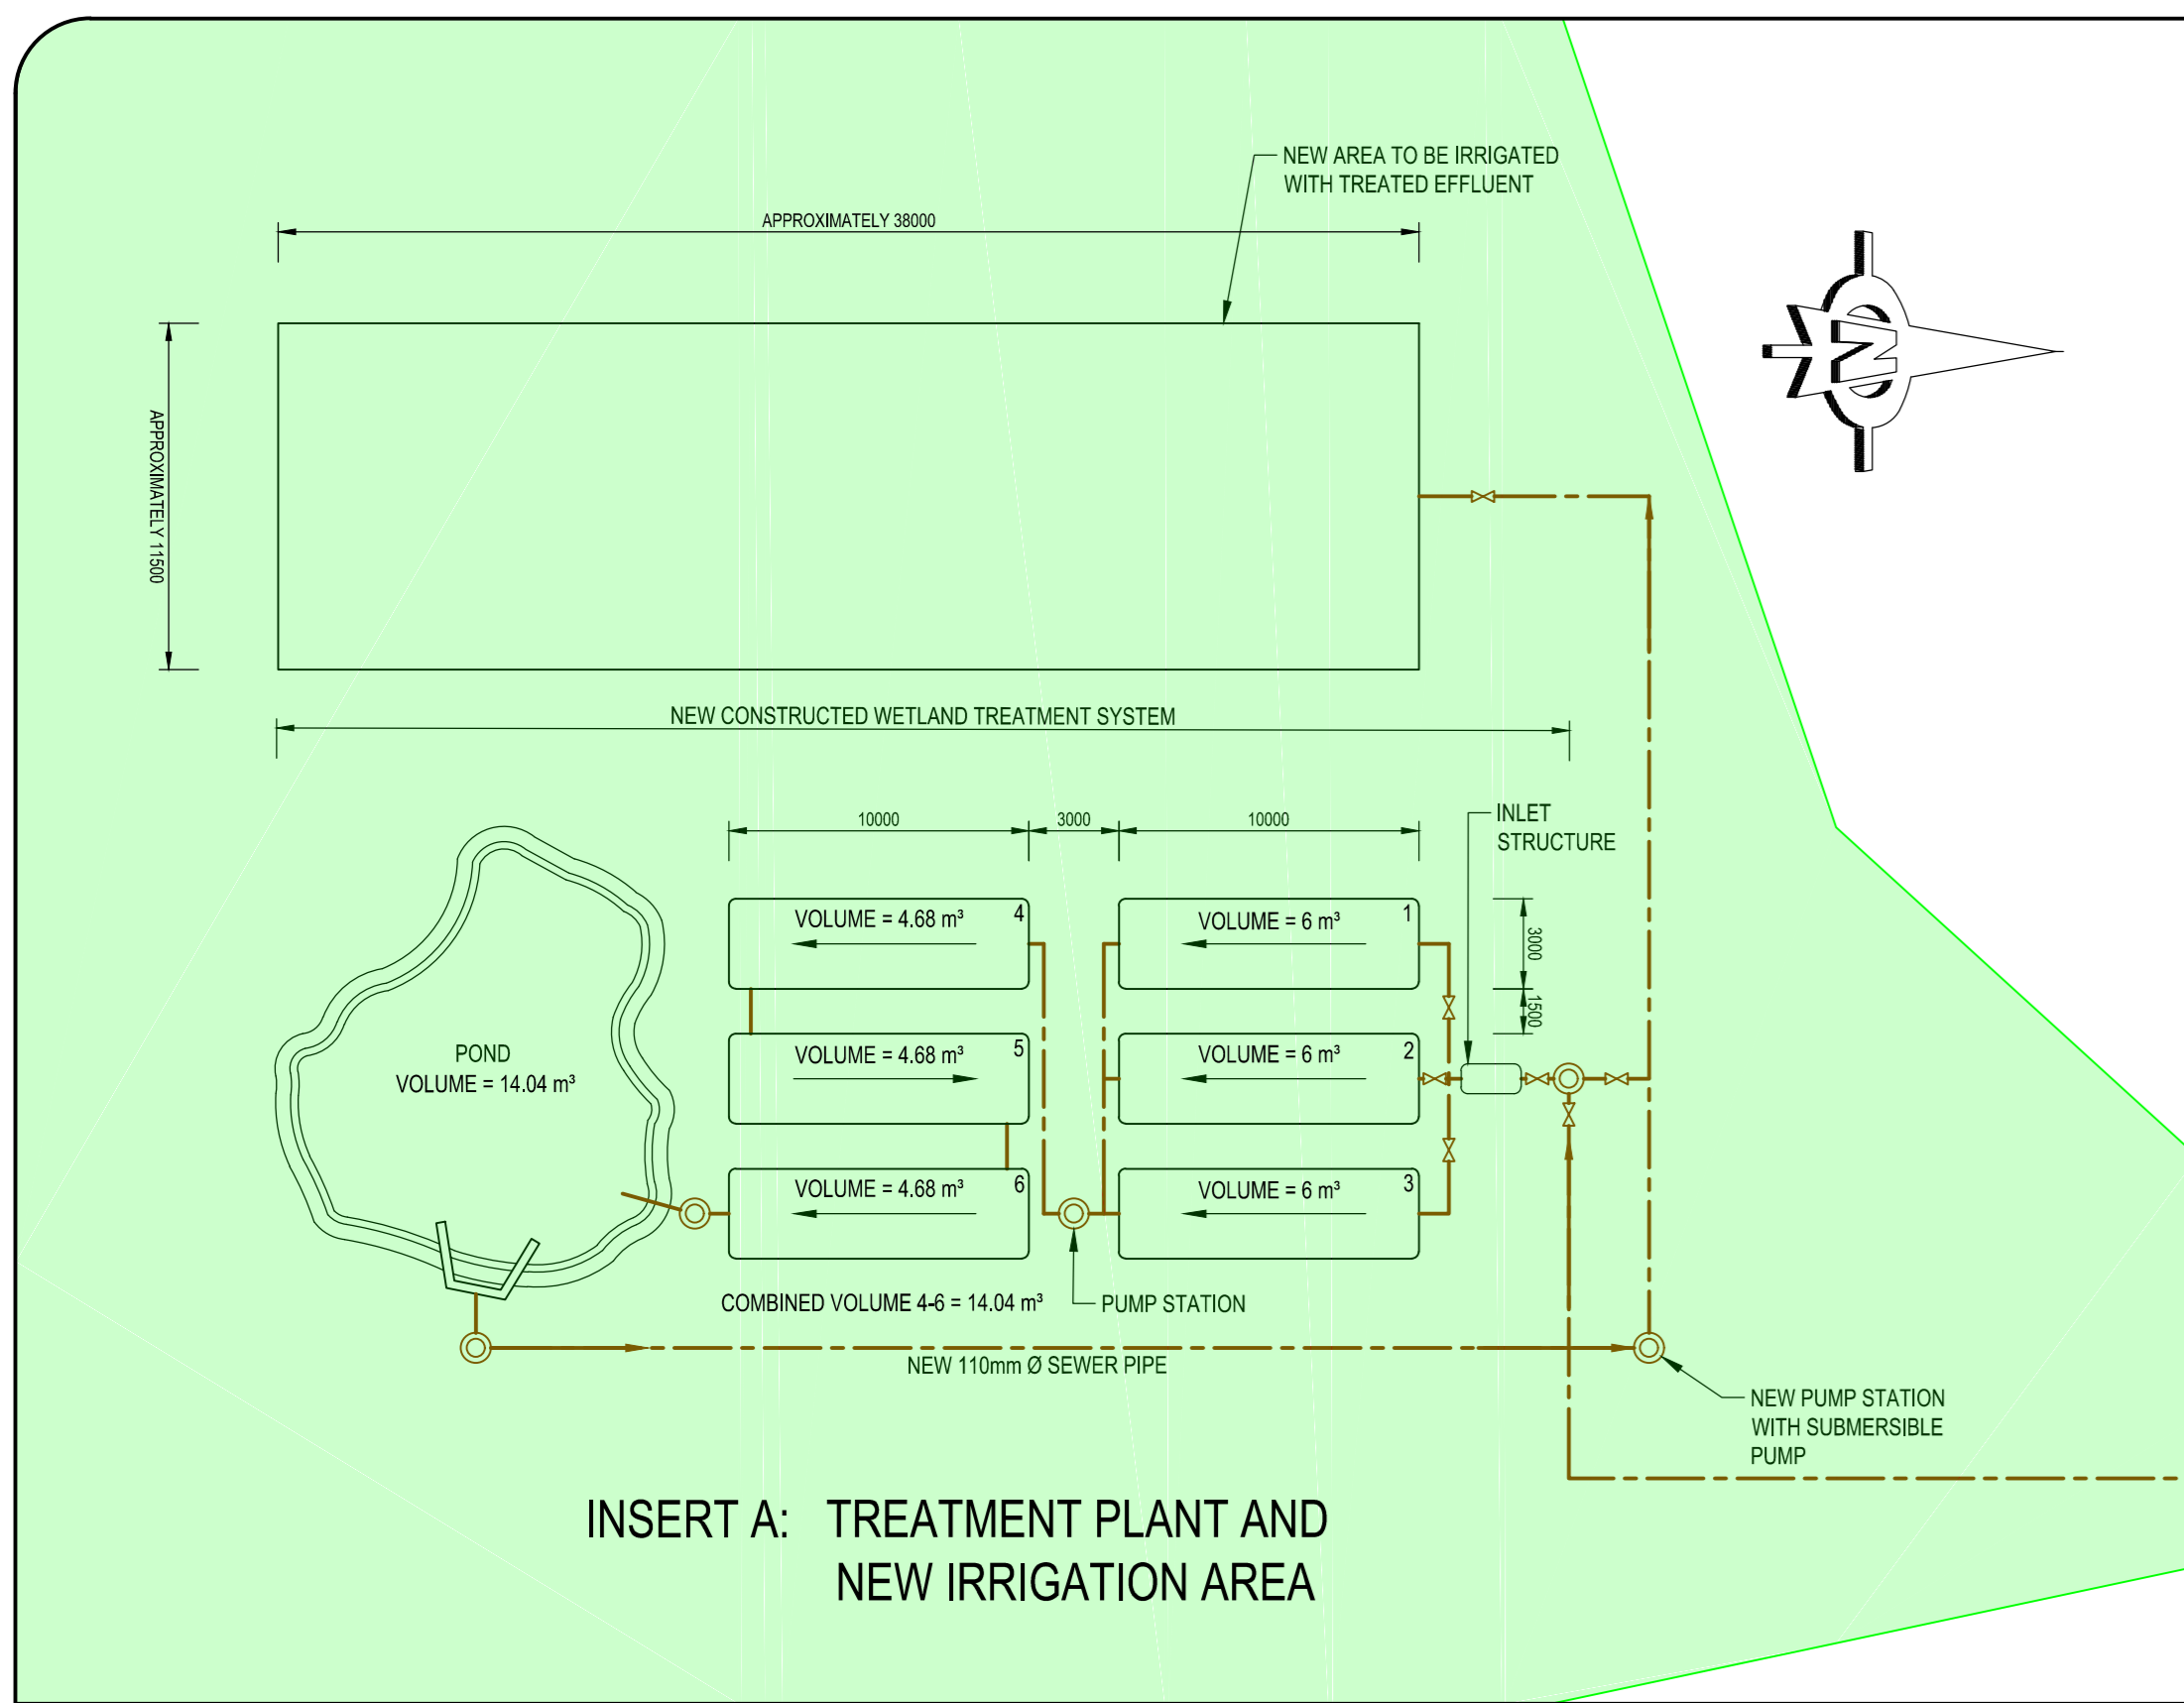 NEW AREA TO BE IRRIGATED
WITH TREATED EFFLUENT
APPROXIMATELY 38000
APPROXIMATELY 11500
N
NEW CONSTRUCTED WETLAND TREATMENT SYSTEM
10000
3000
10000
INLET
STRUCTURE
VOLUME = 4.68 m³
4
VOLUME = 6 m³
1
3000
1500
VOLUME = 4.68 m³
5
VOLUME = 6 m³
2
POND
VOLUME = 14.04 m³
VOLUME = 4.68 m³
6
VOLUME = 6 m³
3
COMBINED VOLUME 4-6 = 14.04 m³
PUMP STATION
NEW 110mm Ø SEWER PIPE
NEW PUMP STATION
WITH SUBMERSIBLE
PUMP
INSERT A: TREATMENT PLANT AND
NEW IRRIGATION AREA